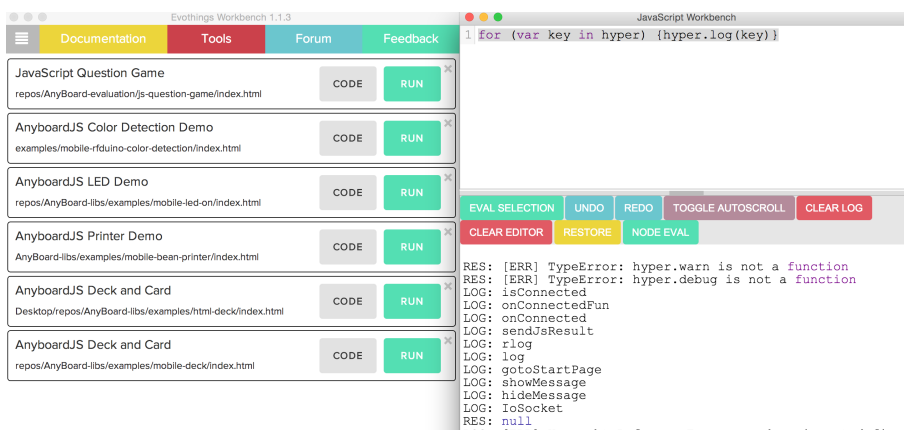 Evothings Workbench 1.1.3
Documentation
Tools
Forum
Feedback
JavaScript Question Game
repos/AnyBoard-evaluation/js-question-game/index.html
CODE
RUN
AnyboardJS Color Detection Demo
examples/mobile-rfduino-color-detection/index.html
CODE
RUN
AnyboardJS LED Demo
repos/AnyBoard-libs/examples/mobile-led-on/index.html
CODE
RUN
AnyboardJS Printer Demo
AnyBoard-libs/examples/mobile-bean-printer/index.html
CODE
RUN
AnyboardJS Deck and Card
Desktop/repos/AnyBoard-libs/examples/html-deck/index.html
CODE
RUN
AnyboardJS Deck and Card
repos/AnyBoard-libs/examples/mobile-deck/index.html
CODE
RUN
JavaScript Workbench
1 for (var key in hyper) {hyper.log(key)}
EVAL SELECTION
UNDO
REDO
TOGGLE AUTOSCROLL
CLEAR LOG
CLEAR EDITOR
RESTORE
NODE EVAL
RES: [ERR] TypeError: hyper.warn is not a function
RES: [ERR] TypeError: hyper.debug is not a function
LOG: isConnected
LOG: onConnectedFun
LOG: onConnected
LOG: sendJsResult
LOG: rlog
LOG: log
LOG: gotoStartPage
LOG: showMessage
LOG: hideMessage
LOG: IoSocket
RES: null